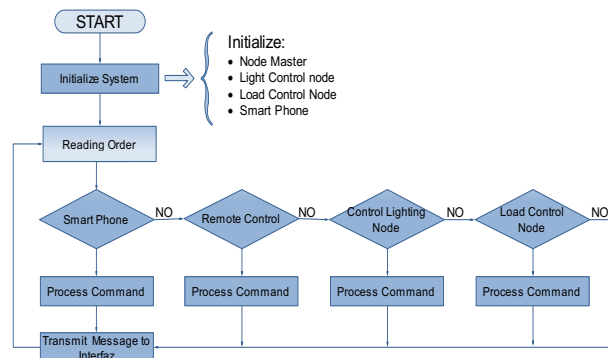 START
Initialize System
Initialize:
• Node Master
• Light Control node
• Load Control Node
• Smart Phone
Reading Order
Smart Phone
NO
Remote Control
NO
Control Lighting
Node
NO
Load Control
Node
NO
Process Command
Process Command
Process Command
Process Command
Transmit Message to
Interfaz